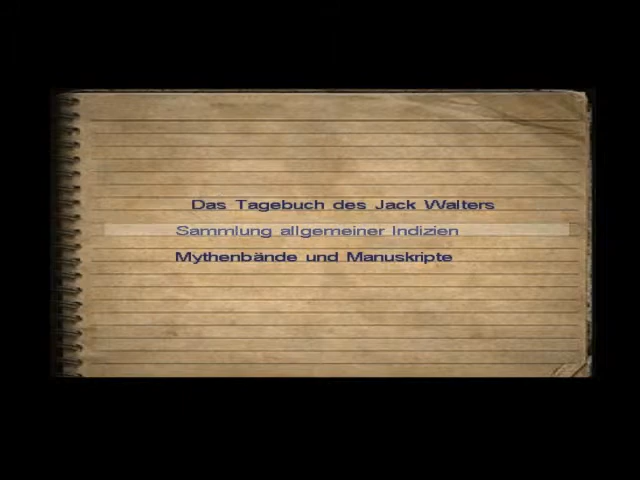 Das Tagebuch des Jack Walters
Sammlung allgemeiner Indizien
Mythenbände und Manuskripte